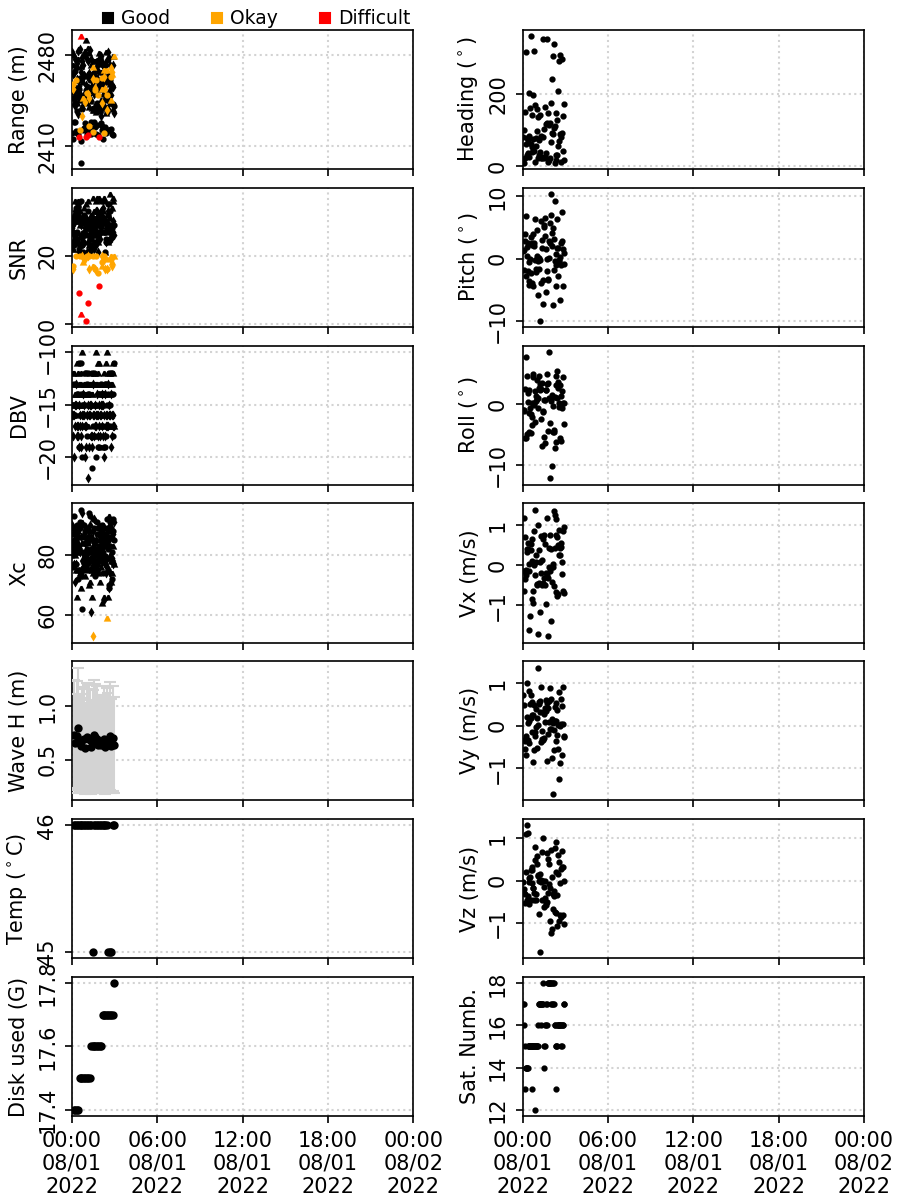 Good Okay Difficult
Range (m)
2480
2410
Heading (°)
200
0
SNR
20
0
Pitch (°)
10
0
−10
DBV
−10
−15
−20
Roll (°)
0
−10
Xc
80
60
Vx (m/s)
1
0
−1
Wave H (m)
1.0
0.5
Vy (m/s)
1
0
−1
Temp (°C)
46
45
Vz (m/s)
1
0
−1
Disk used (G)
17.8
17.6
17.4
Sat. Numb.
18
16
14
12
00:00 06:00 12:00 18:00 00:00
08/01 08/01 08/01 08/01 08/02
2022 2022 2022 2022 2022
00:00 06:00 12:00 18:00 00:00
08/01 08/01 08/01 08/01 08/02
2022 2022 2022 2022 2022